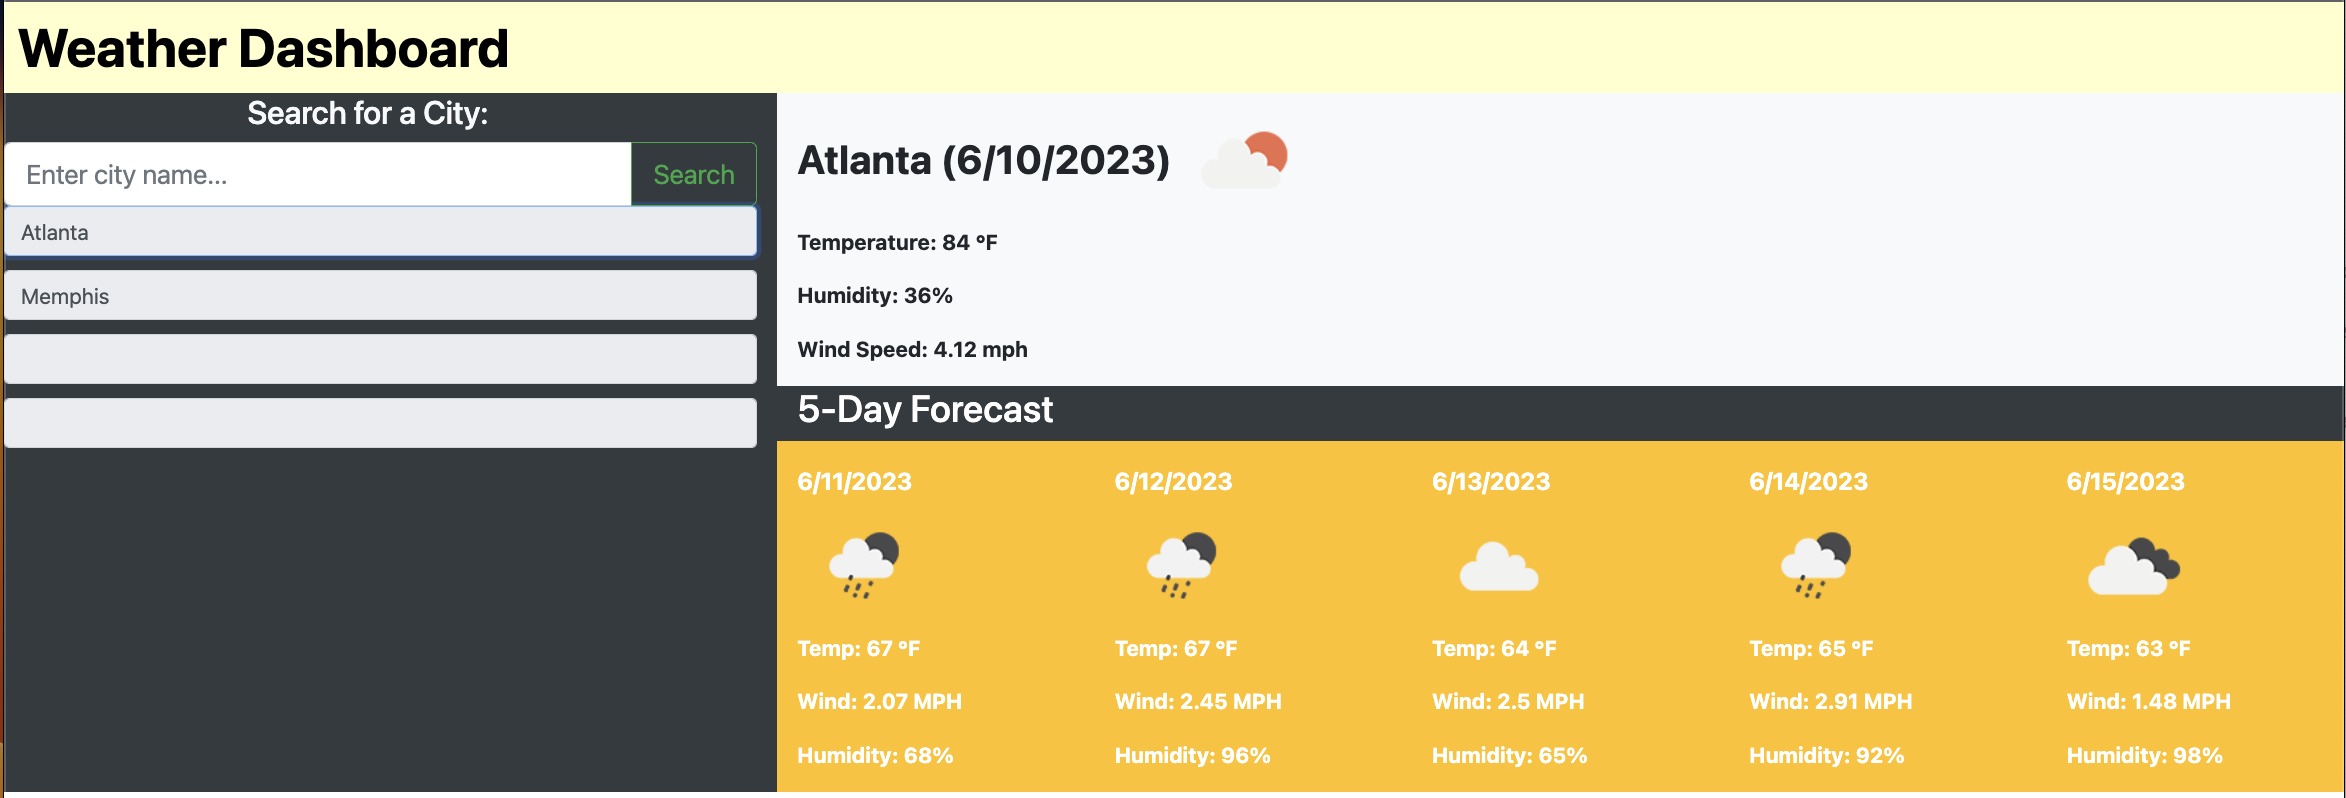 Weather Dashboard
Search for a City:
Enter city name...
Search
Atlanta
Memphis
Atlanta (6/10/2023)
Temperature: 84 °F
Humidity: 36%
Wind Speed: 4.12 mph
5-Day Forecast
6/11/2023
Temp: 67 °F
Wind: 2.07 MPH
Humidity: 68%
6/12/2023
Temp: 67 °F
Wind: 2.45 MPH
Humidity: 96%
6/13/2023
Temp: 64 °F
Wind: 2.5 MPH
Humidity: 65%
6/14/2023
Temp: 65 °F
Wind: 2.91 MPH
Humidity: 92%
6/15/2023
Temp: 63 °F
Wind: 1.48 MPH
Humidity: 98%